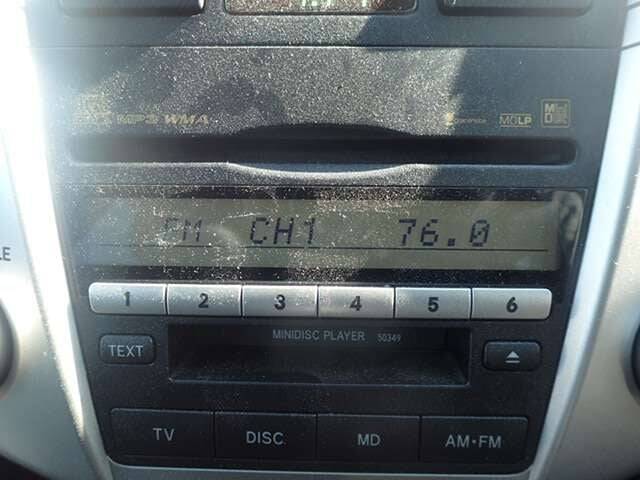 MP3 WMA MDLP
FM CH1 76.0
1 2 3 4 5 6
MINIDISC PLAYER 50349
TEXT
TV DISC MD AM•FM